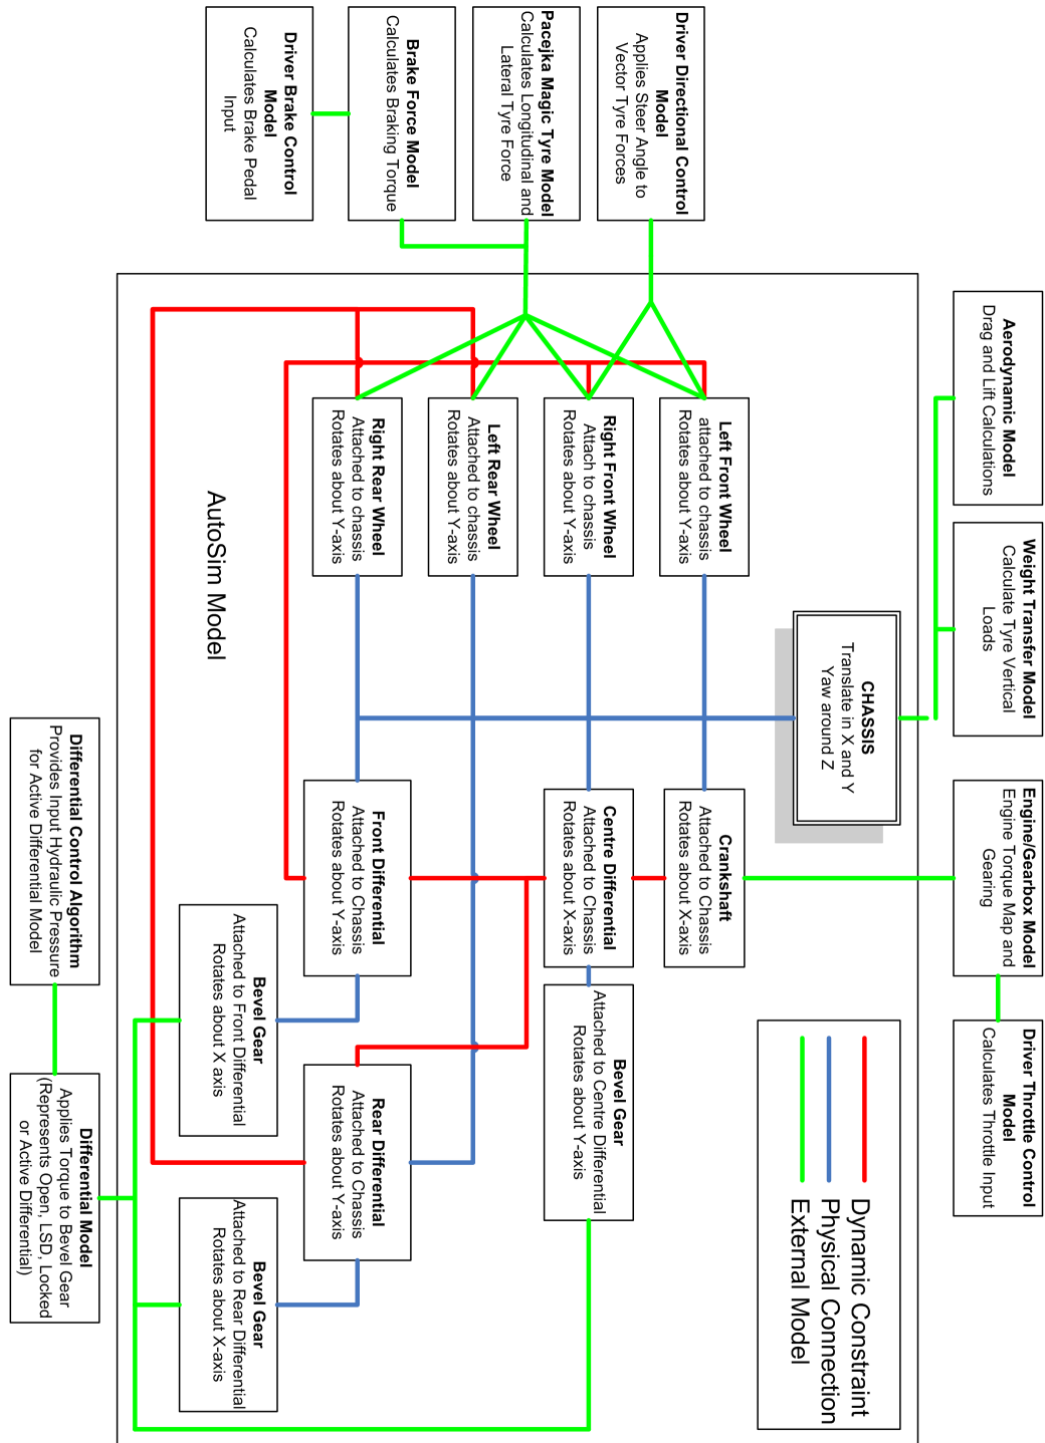 Driver Brake Control
Model
Calculates Brake Pedal
Input
Brake Force Model
Calculates Braking Torque
Pacejka Magic Tyre Model
Calculates Longitudinal and
Lateral Tyre Force
Driver Directional Control
Model
Applies Steer Angle to
Vector Tyre Forces
Aerodynamic Model
Drag and Lift Calculations
Weight Transfer Model
Calculate Tyre Vertical
Loads
Engine/Gearbox Model
Engine Torque Map and
Gearing
Driver Throttle Control
Model
Calculates Throttle Input
CHASSIS
Translate in X and Y
Yaw around Z
Dynamic Constraint
Physical Connection
External Model
Left Front Wheel
attached to chassis
Rotates about Y-axis
Right Front Wheel
Attach to chassis
Rotates about Y-axis
Left Rear Wheel
Attached to chassis
Rotates about Y-axis
Right Rear Wheel
Attached to chassis
Rotates about Y-axis
Crankshaft
Attached to Chassis
Rotates about X-axis
Centre Differential
Attached to Chassis
Rotates about X-axis
Bevel Gear
Attached to Centre Differential
Rotates about Y-axis
Front Differential
Attached to Chassis
Rotates about Y-axis
Rear Differential
Attached to Chassis
Rotates about Y-axis
Bevel Gear
Attached to Front Differential
Rotates about X axis
Bevel Gear
Attached to Rear Differential
Rotates about X-axis
AutoSim Model
Differential Control Algorithm
Provides Input Hydraulic Pressure
for Active Differential Model
Differential Model
Applies Torque to Bevel Gear
(Represents Open, LSD, Locked
or Active Differential)